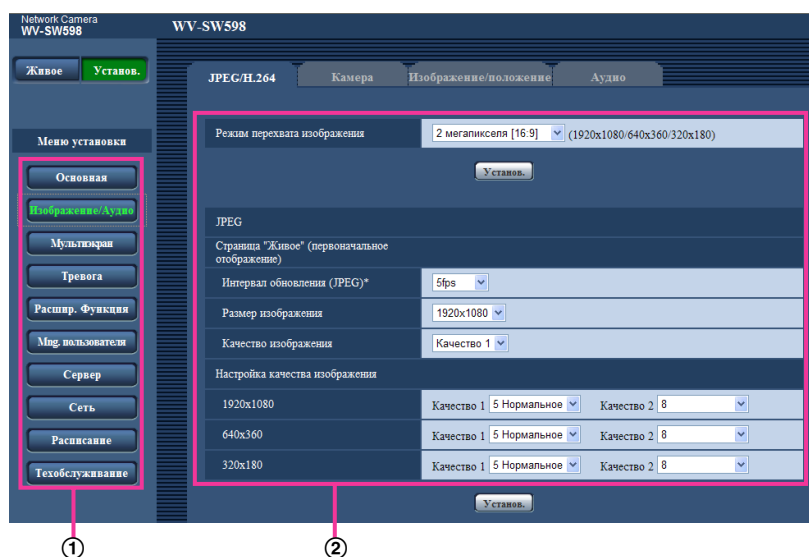 Network Camera
WV-SW598
WV-SW598
Живое
Установ.
JPEG/H.264
Камера
Изображение/положение
Аудио
Меню установки
Основная
Изображение/Аудио
Мультиэкран
Тревога
Расшир. Функция
Mng. пользователя
Сервер
Сеть
Расписание
Техобслуживание
Режим перехвата изображения
2 мегапикселя [16:9]
(1920x1080/640x360/320x180)
Установ.
JPEG
Страница "Живое" (первоначальное
отображение)
Интервал обновления (JPEG)*
5fps
Размер изображения
1920x1080
Качество изображения
Качество 1
Настройка качества изображения
1920x1080
Качество 1 5 Нормальное Качество 2 8
640x360
Качество 1 5 Нормальное Качество 2 8
320x180
Качество 1 5 Нормальное Качество 2 8
Установ.
① ②